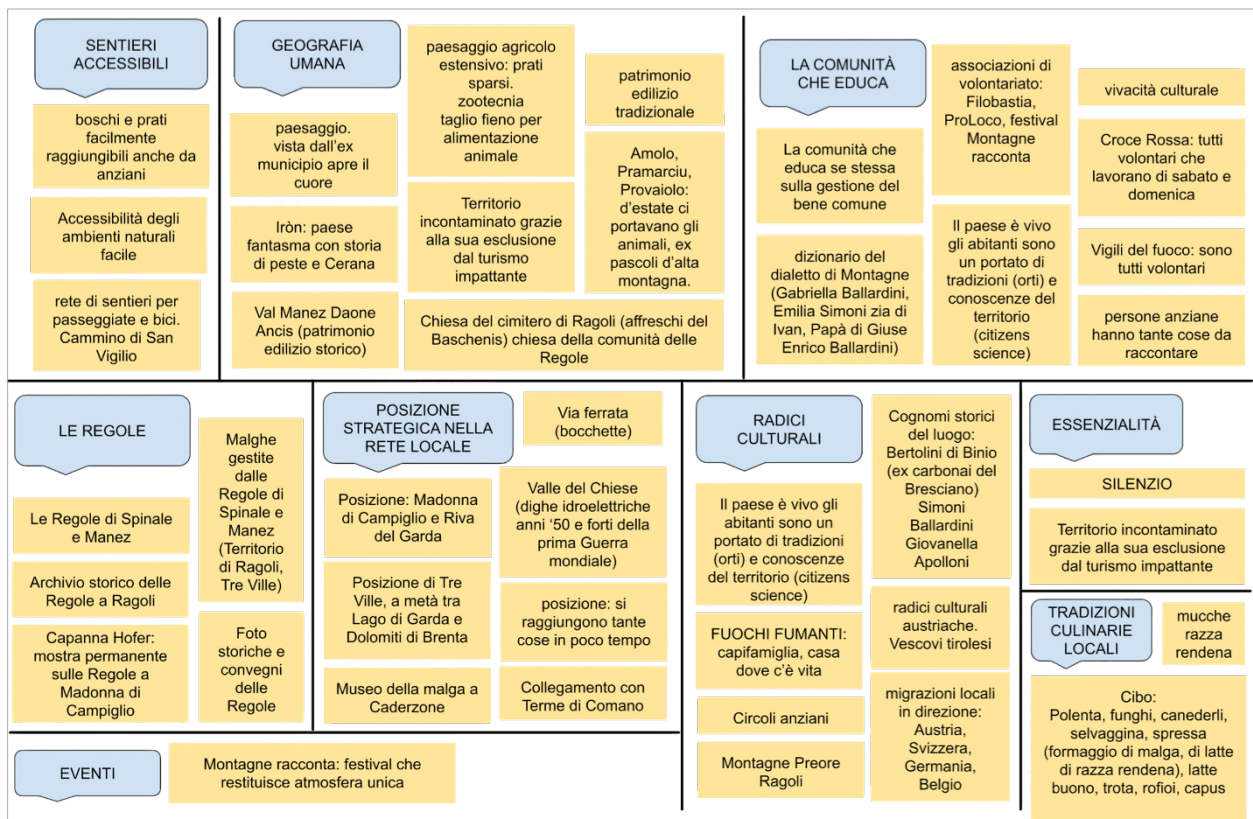 SENTIERI
ACCESSIBILI
boschi e prati
facilmente
raggiungibili anche da
anziani
Accessibilità degli
ambienti naturali
facile
rete di sentieri per
passeggiate e bici.
Cammino di San
Vigilio
GEOGRAFIA
UMANA
paesaggio.
vista dall'ex
municipio apre il
cuore
Iròn: paese
fantasma con storia
di peste e Cerana
Val Manez Daone
Ancis (patrimonio
edilizio storico)
paesaggio agricolo
estensivo: prati
sparsi.
zootecnia
taglio fieno per
alimentazione
animale
Territorio
incontaminato grazie
alla sua esclusione
dal turismo
impattante
patrimonio
edilizio
tradizionale
Amolo,
Pramarciu,
Provaiolo:
d'estate ci
portavano gli
animali, ex
pascoli d'alta
montagna.
Chiesa del cimitero di Ragoli (affreschi del
Baschenis) chiesa della comunità delle
Regole
LA COMUNITÀ
CHE EDUCA
La comunità che
educa se stessa
sulla gestione del
bene comune
dizionario del
dialetto di Montagne
(Gabriella Ballardini,
Emilia Simoni zia di
Ivan, Papà di Giuse
Enrico Ballardini)
associazioni di
volontariato:
Filobastia,
ProLoco, festival
Montagne
racconta
Il paese è vivo
gli abitanti sono
un portato di
tradizioni (orti) e
conoscenze del
territorio
(citizens
science)
vivacità culturale
Croce Rossa: tutti
volontari che
lavorano di sabato e
domenica
Vigili del fuoco: sono
tutti volontari
persone anziane
hanno tante cose da
raccontare
LE REGOLE
Le Regole di Spinale
e Manez
Archivio storico delle
Regole a Ragoli
Capanna Hofer:
mostra permanente
sulle Regole a
Madonna di
Campiglio
Malghe
gestite
dalle
Regole di
Spinale e
Manez
(Territorio
di Ragoli,
Tre Ville)
Foto
storiche e
convegni
delle
Regole
POSIZIONE
STRATEGICA NELLA
RETE LOCALE
Posizione: Madonna
di Campiglio e Riva
del Garda
Posizione di Tre
Ville, a metà tra
Lago di Garda e
Dolomiti di Brenta
Museo della malga a
Caderzone
Via ferrata
(bocchette)
Valle del Chiese
(dighe idroelettriche
anni ‘50 e forti della
prima Guerra
mondiale)
posizione: si
raggiungono tante
cose in poco tempo
Collegamento con
Terme di Comano
RADICI
CULTURALI
Il paese è vivo gli
abitanti sono un
portato di tradizioni
(orti) e conoscenze
del territorio (citizens
science)
FUOCHI FUMANTI:
capifamiglia, casa
dove c'è vita
Circoli anziani
Montagne Preore
Ragoli
Cognomi storici
del luogo:
Bertolini di Binio
(ex carbonai del
Bresciano)
Simoni
Ballardini
Giovanella
Apolloni
radici culturali
austriache.
Vescovi tirolesi
migrazioni locali
in direzione:
Austria,
Svizzera,
Germania,
Belgio
ESSENZIALITÀ
SILENZIO
Territorio incontaminato
grazie alla sua esclusione
dal turismo impattante
TRADIZIONI
CULINARIE
LOCALI
mucche
razza
rendena
Cibo:
Polenta, funghi, canederli,
selvaggina, spressa
(formaggio di malga, di latte
di razza rendena), latte
buono, trota, rofioi, capus
EVENTI
Montagne racconta: festival che
restituisce atmosfera unica